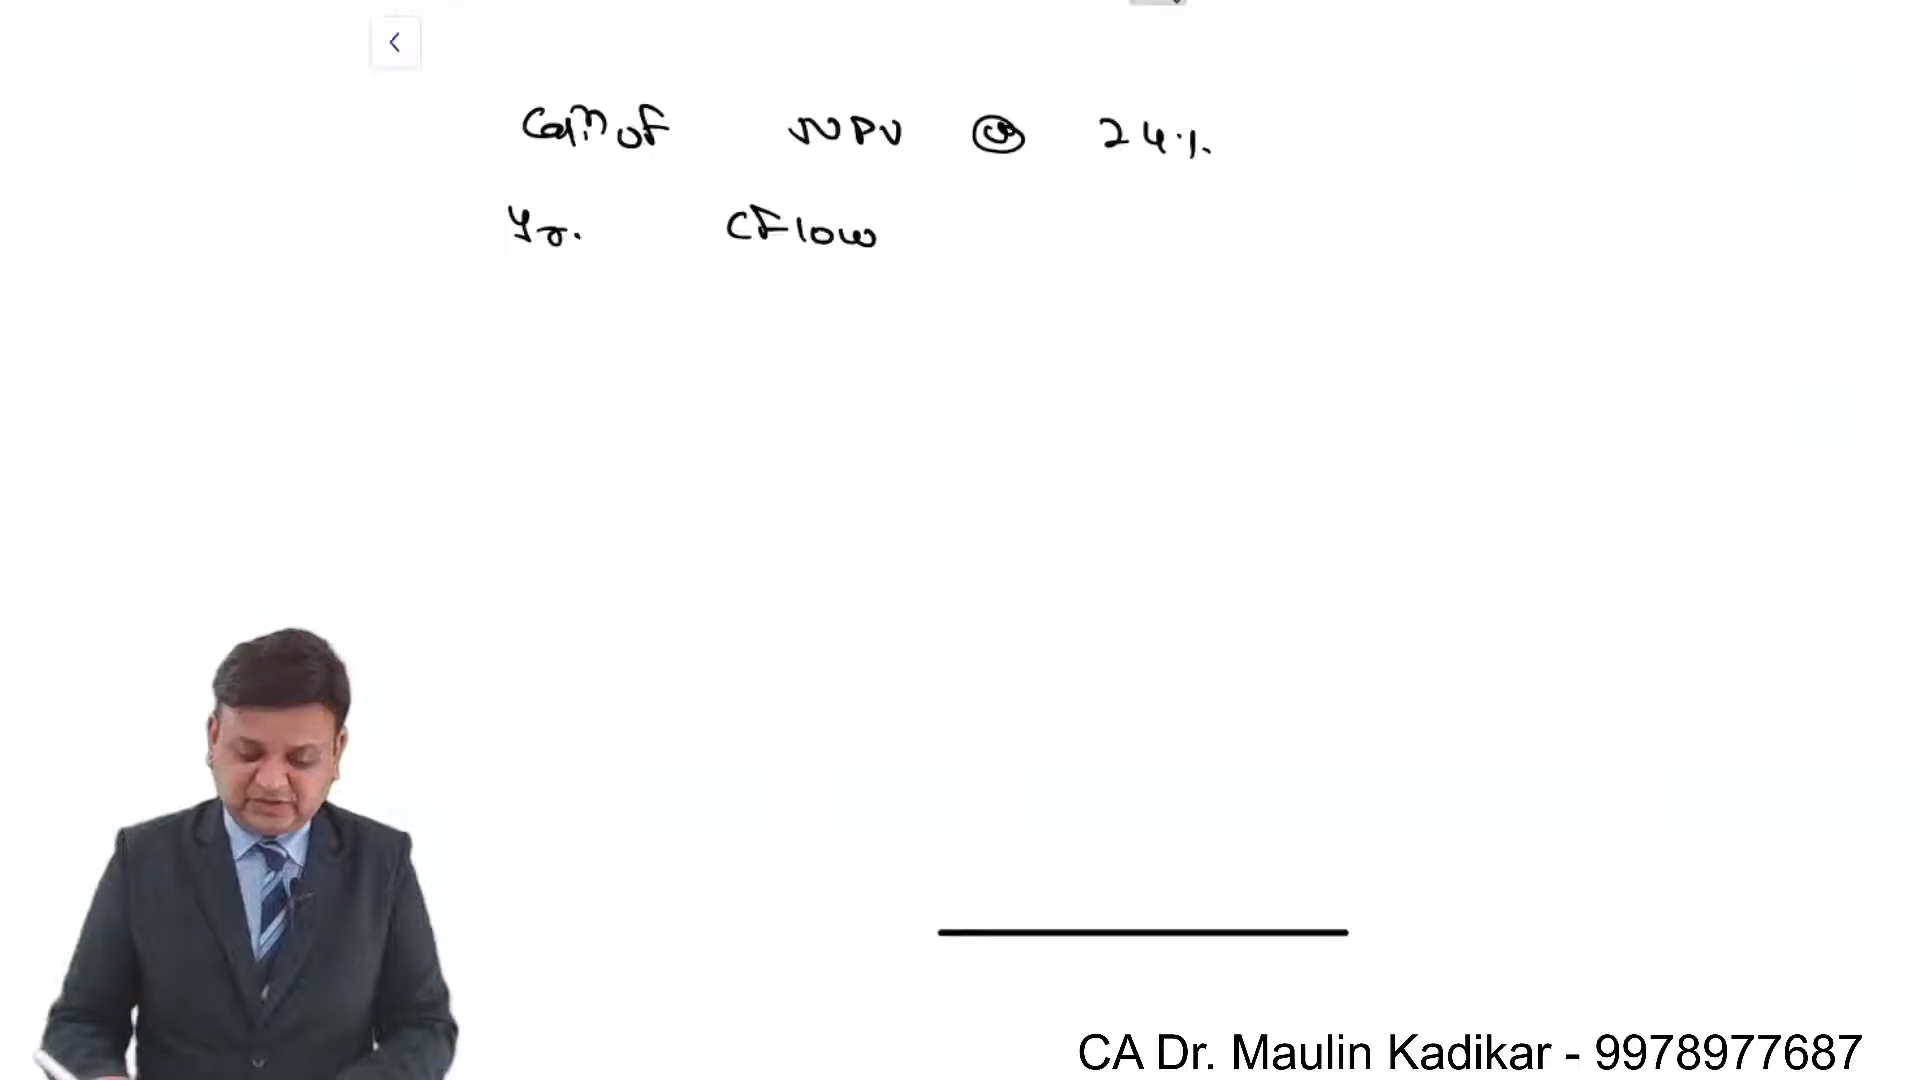 Caln of NPV @ 24%.
Yr. CFlow
CA Dr. Maulin Kadikar - 9978977687